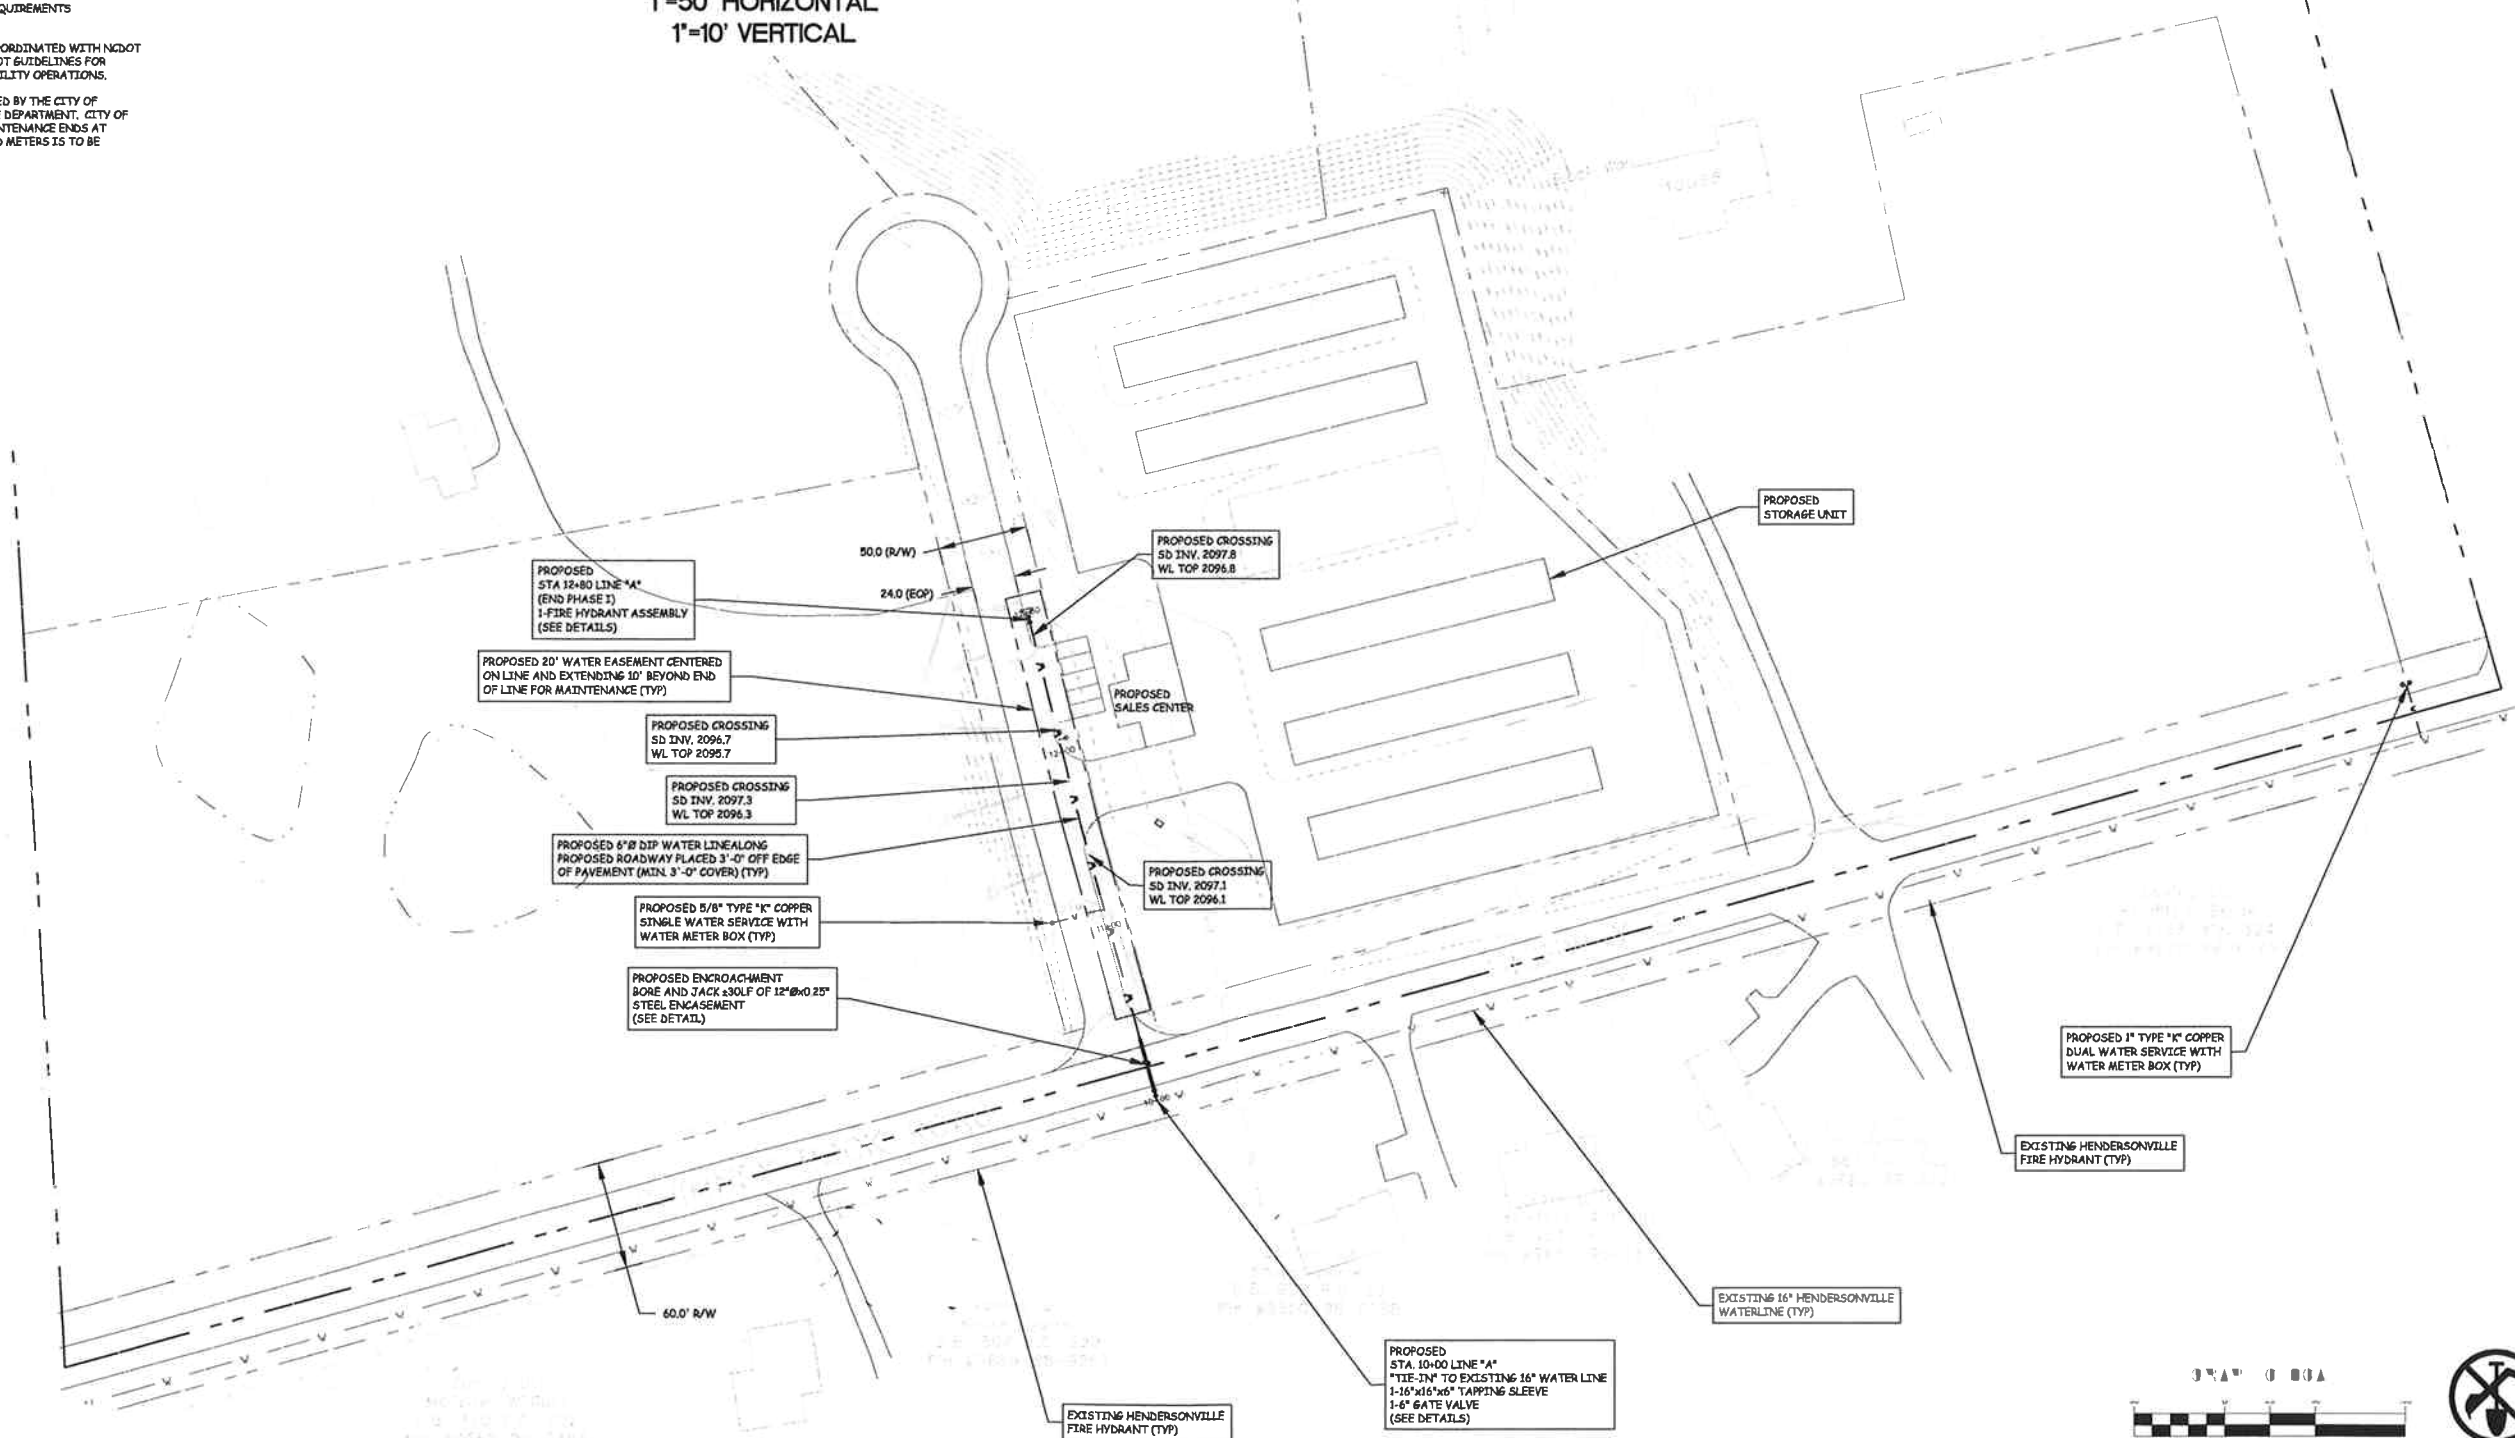 QUIREMENTS
ORDINATED WITH NCDOT
OT GUIDELINES FOR
ILITY OPERATIONS.
ED BY THE CITY OF
DEPARTMENT. CITY OF
NTENANCE ENDS AT
METERS IS TO BE
1"=50' HORIZONTAL
1"=10' VERTICAL
TOWER
PROPOSED
STORAGE UNIT
50.0 (R/W)
PROPOSED CROSSING
SD INV. 2097.8
WL TOP 2096.8
PROPOSED
STA 12+80 LINE "A"
(END PHASE I)
1-FIRE HYDRANT ASSEMBLY
(SEE DETAILS)
24.0 (EOP)
PROPOSED 20' WATER EASEMENT CENTERED
ON LINE AND EXTENDING 10' BEYOND END
OF LINE FOR MAINTENANCE (TYP)
PROPOSED
SALES CENTER
PROPOSED CROSSING
SD INV. 2096.7
WL TOP 2095.7
12+00
PROPOSED CROSSING
SD INV. 2097.3
WL TOP 2096.3
PROPOSED 6"Ø DIP WATER LINEALONG
PROPOSED ROADWAY PLACED 3'-0" OFF EDGE
OF PAVEMENT (MIN. 3'-0" COVER) (TYP)
PROPOSED CROSSING
SD INV. 2097.1
WL TOP 2096.1
PROPOSED 5/8" TYPE "K" COPPER
SINGLE WATER SERVICE WITH
WATER METER BOX (TYP)
11+00
PROPOSED ENCROACHMENT
BORE AND JACK ±30LF OF 12"Øx0.25"
STEEL ENCASEMENT
(SEE DETAIL)
10+00
PROPOSED 1" TYPE "K" COPPER
DUAL WATER SERVICE WITH
WATER METER BOX (TYP)
EXISTING HENDERSONVILLE
FIRE HYDRANT (TYP)
60.0' R/W
EXISTING 16" HENDERSONVILLE
WATERLINE (TYP)
PROPOSED
STA. 10+00 LINE "A"
"TIE-IN" TO EXISTING 16" WATER LINE
1-16"x16"x6" TAPPING SLEEVE
1-6" GATE VALVE
(SEE DETAILS)
EXISTING HENDERSONVILLE
FIRE HYDRANT (TYP)